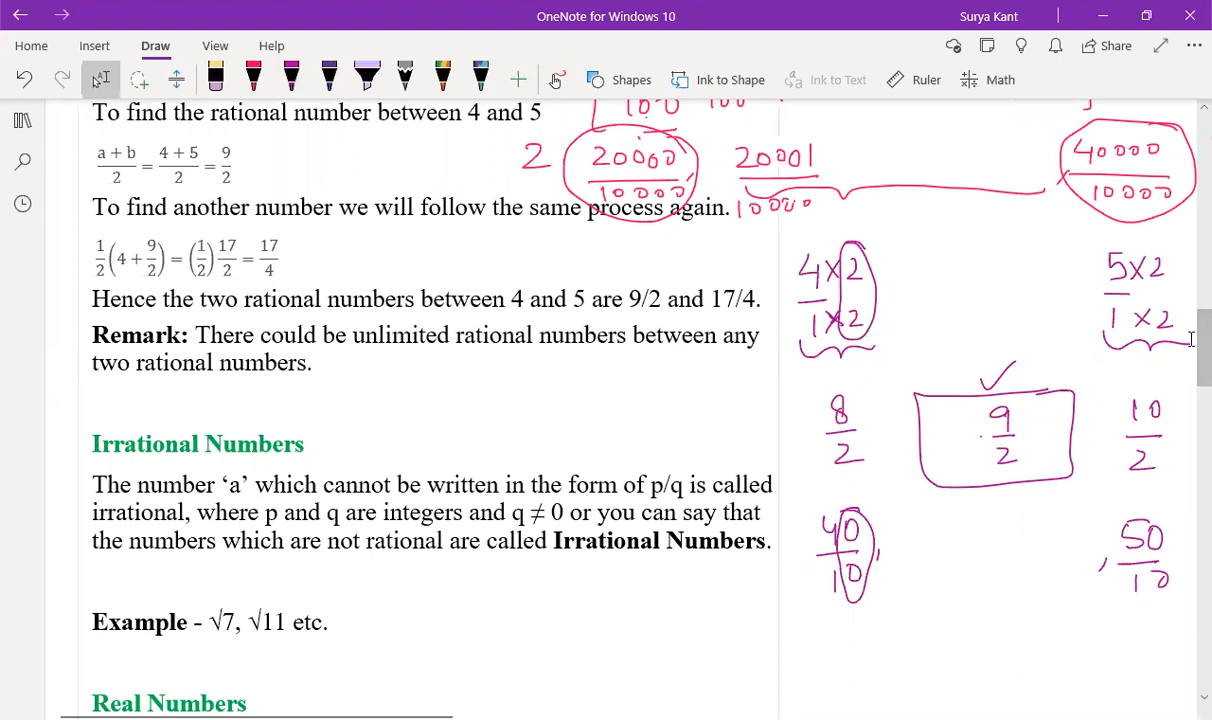 OneNote for Windows 10
Surya Kant
Home Insert Draw View Help
Share
Shapes
Ink to Shape
Ink to Text
Ruler
Math
To find the rational number between 4 and 5
a + b / 2 = 4 + 5 / 2 = 9 / 2
To find another number we will follow the same process again.
1/2 (4 + 9/2) = (1/2) 17/2 = 17/4
Hence the two rational numbers between 4 and 5 are 9/2 and 17/4.
Remark: There could be unlimited rational numbers between any
two rational numbers.
Irrational Numbers
The number ‘a’ which cannot be written in the form of p/q is called
irrational, where p and q are integers and q ≠ 0 or you can say that
the numbers which are not rational are called Irrational Numbers.
Example - √7, √11 etc.
Real Numbers
100
2 20000 20001 40000
10000 10000 10000
4×2 5×2
1×2 1×2
8 9 10
2 2 2
40 , , 50
10 10